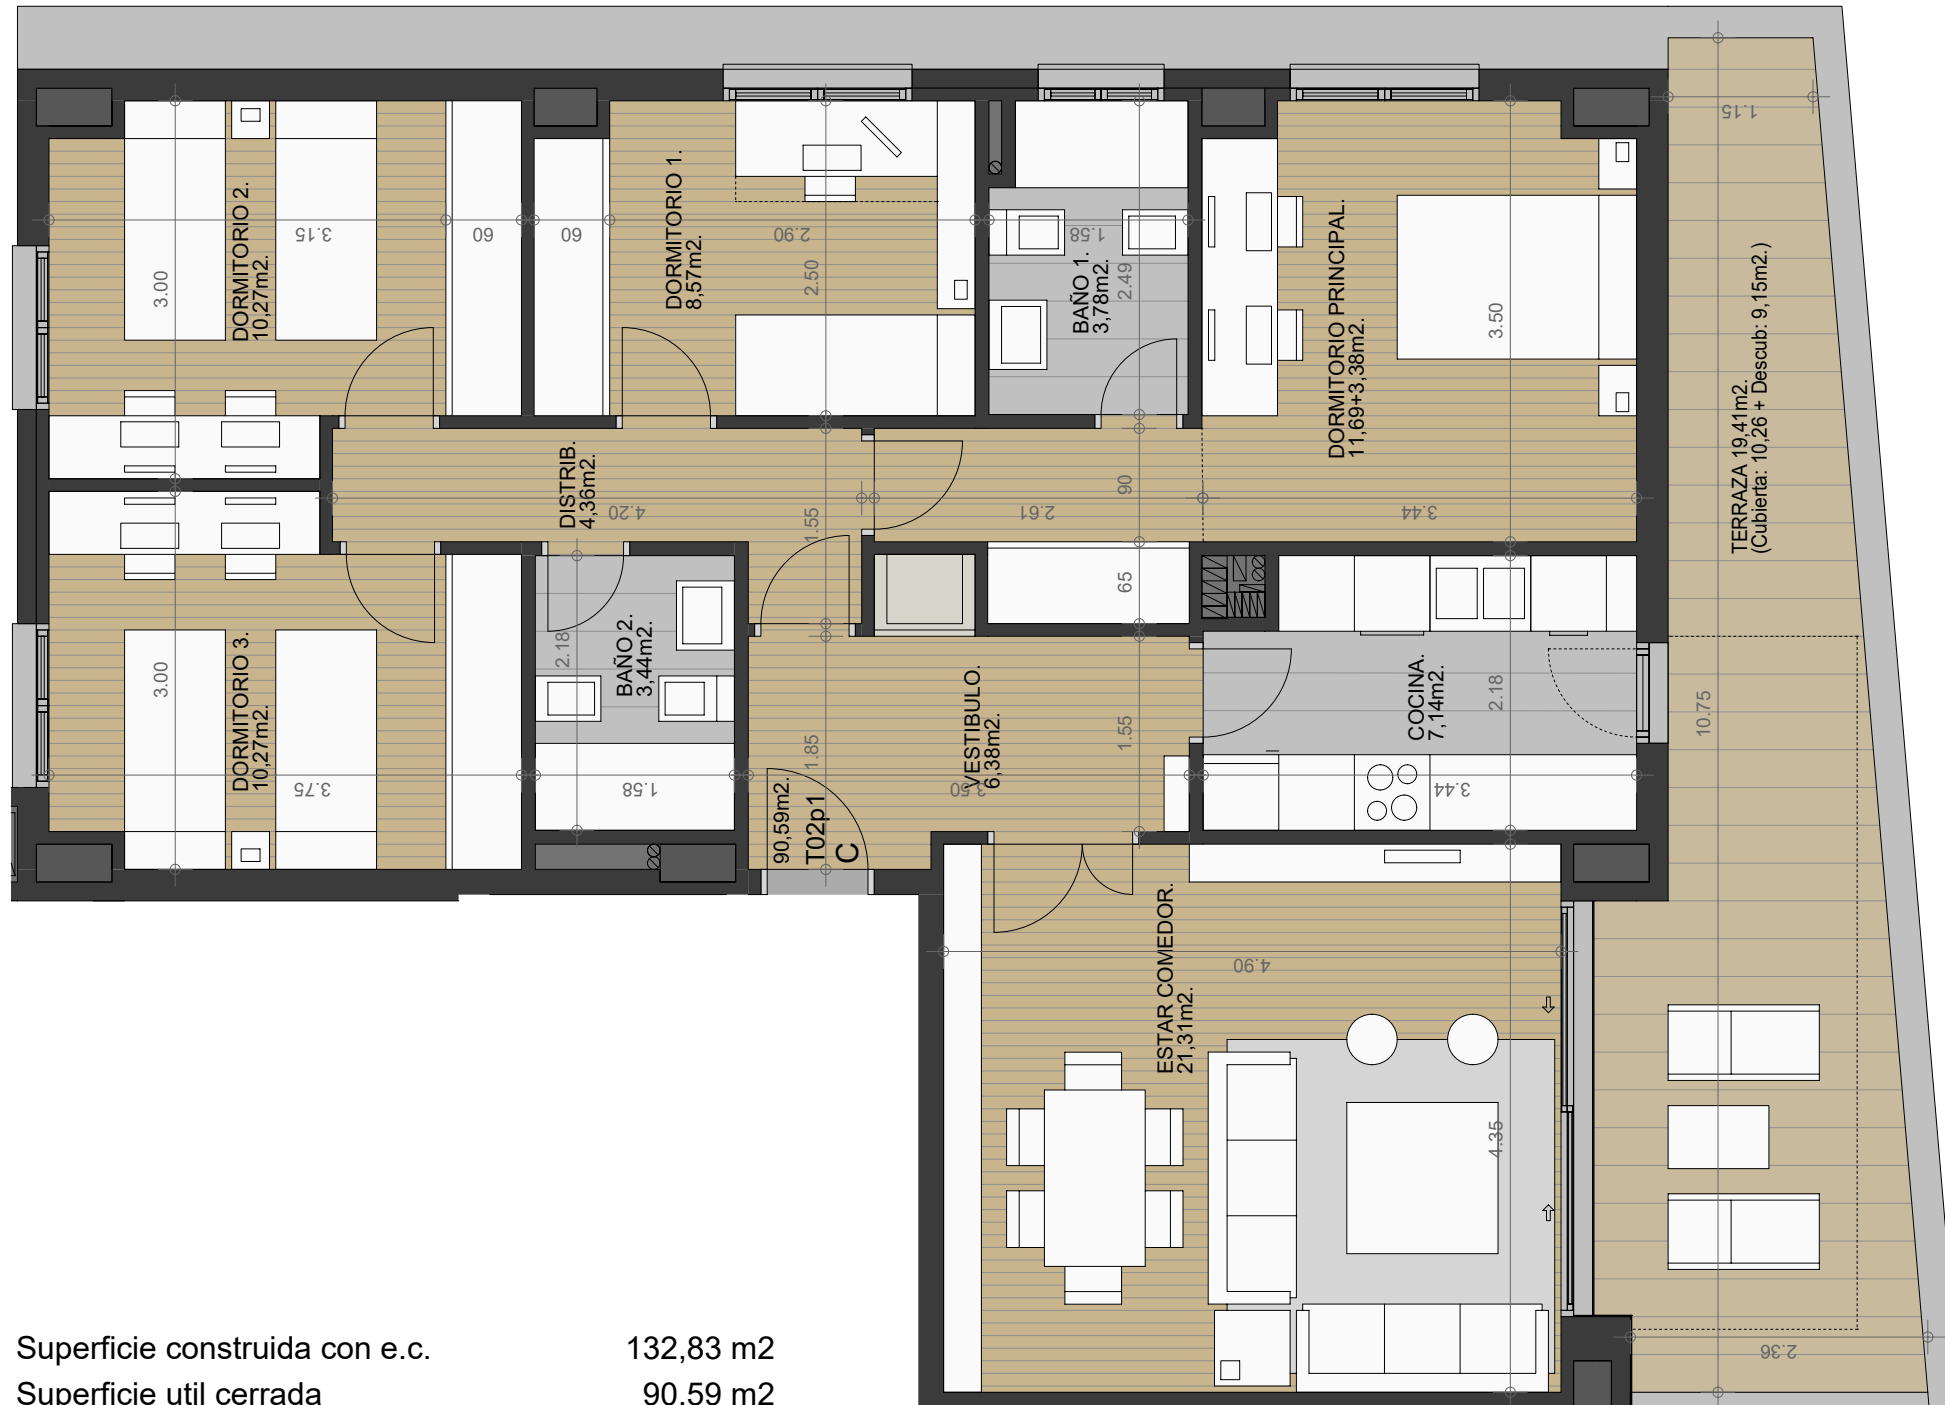 DORMITORIO 2.
10,27m2.
3.15
60
3.00
DORMITORIO 1.
8,57m2.
60
2.90
2.50
BAÑO 1.
3,78m2.
1.58
2.49
DORMITORIO PRINCIPAL.
11,69+3,38m2.
3.50
1.15
TERRAZA 19,41m2.
(Cubierta: 10,26 + Descub: 9,15m2.)
10.75
DISTRIB.
4,36m2.
4.20
1.55
2.61
90
3.44
65
DORMITORIO 3.
10,27m2.
3.00
3.75
BAÑO 2.
3,44m2.
2.18
1.58
VESTIBULO.
6,38m2.
1.85
1.55
3.50
90,59m2.
T02p1
C
COCINA.
7,14m2.
2.18
3.44
ESTAR COMEDOR.
21,31m2.
4.90
4.35
2.36
Superficie construida con e.c. 132,83 m2
Superficie util cerrada 90,59 m2